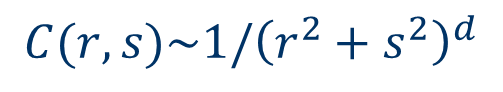 C(r, s)~1/(r² + s²)ᵈ